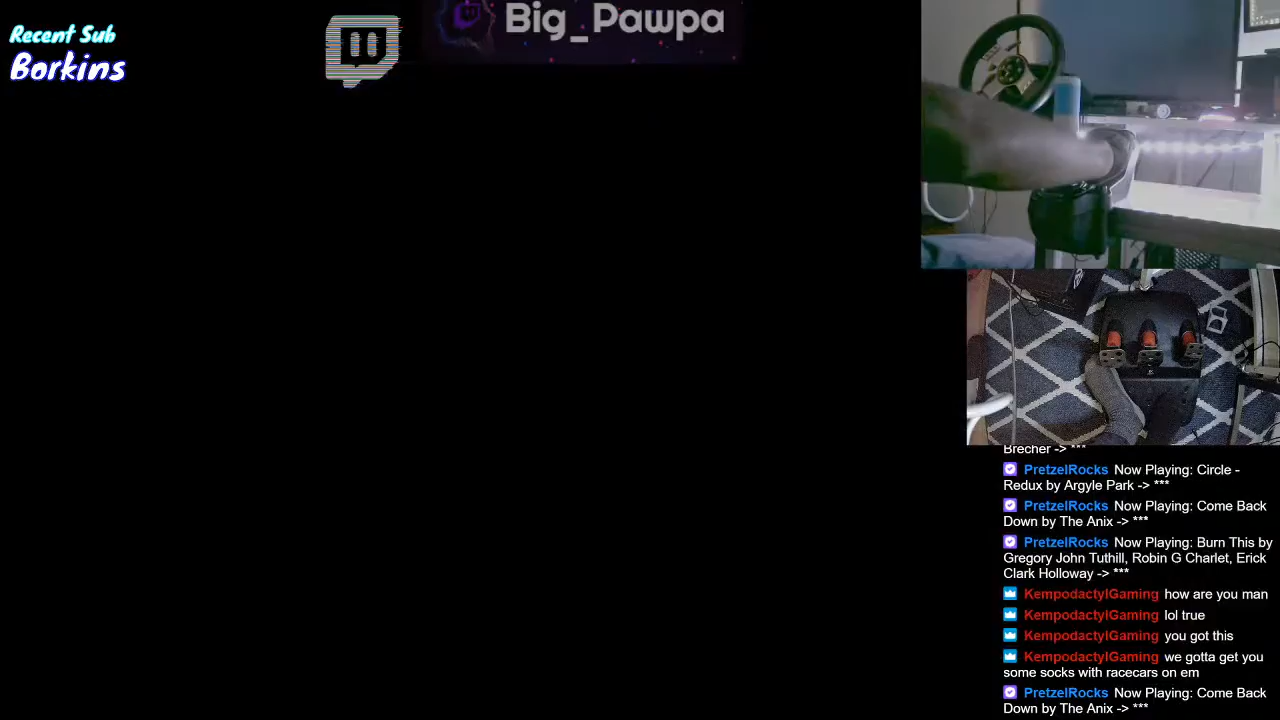 Recent Sub
Borkins
Big_Pawpa
Brecher -> ***
PretzelRocks Now Playing: Circle -
Redux by Argyle Park -> ***
PretzelRocks Now Playing: Come Back
Down by The Anix -> ***
PretzelRocks Now Playing: Burn This by
Gregory John Tuthill, Robin G Charlet, Erick
Clark Holloway -> ***
KempodactylGaming how are you man
KempodactylGaming lol true
KempodactylGaming you got this
KempodactylGaming we gotta get you
some socks with racecars on em
PretzelRocks Now Playing: Come Back
Down by The Anix -> ***